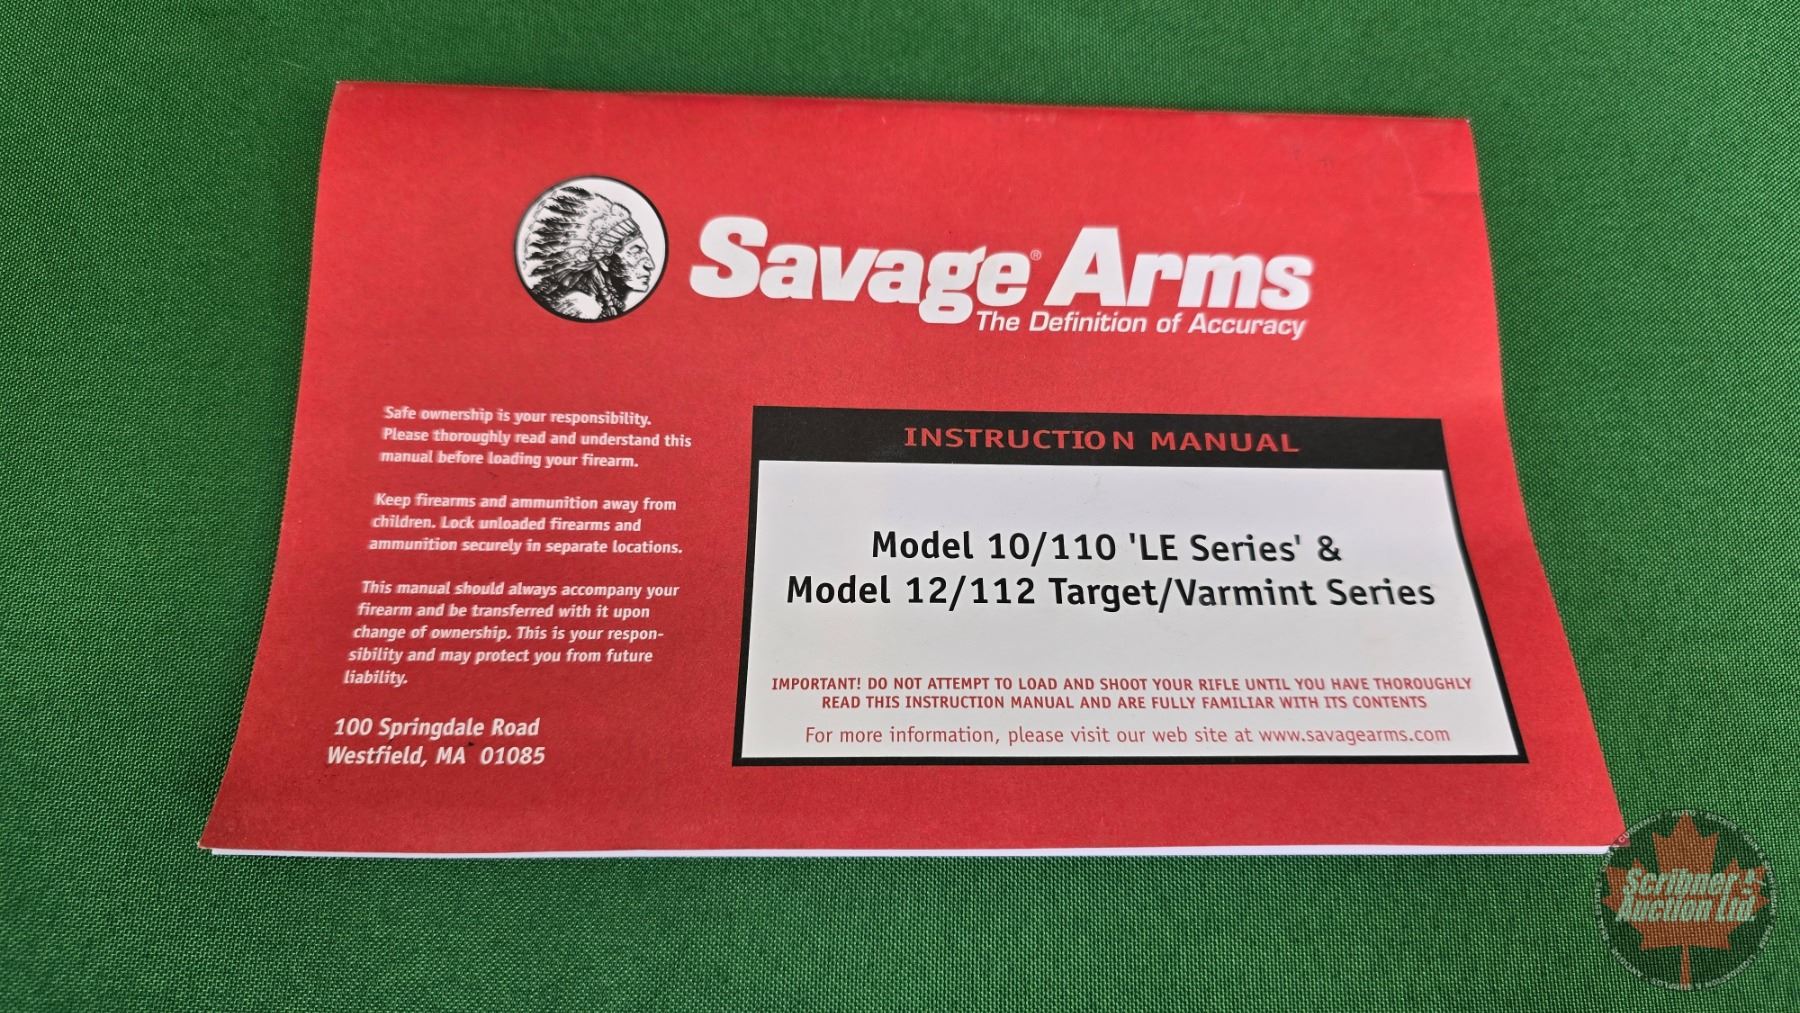 Savage® Arms
The Definition of Accuracy
Safe ownership is your responsibility.
Please thoroughly read and understand this
manual before loading your firearm.
Keep firearms and ammunition away from
children. Lock unloaded firearms and
ammunition securely in separate locations.
This manual should always accompany your
firearm and be transferred with it upon
change of ownership. This is your respon-
sibility and may protect you from future
liability.
100 Springdale Road
Westfield, MA 01085
INSTRUCTION MANUAL
Model 10/110 'LE Series' &
Model 12/112 Target/Varmint Series
IMPORTANT! DO NOT ATTEMPT TO LOAD AND SHOOT YOUR RIFLE UNTIL YOU HAVE THOROUGHLY
READ THIS INSTRUCTION MANUAL AND ARE FULLY FAMILIAR WITH ITS CONTENTS
For more information, please visit our web site at www.savagearms.com
Scribner
Auction Ltd.